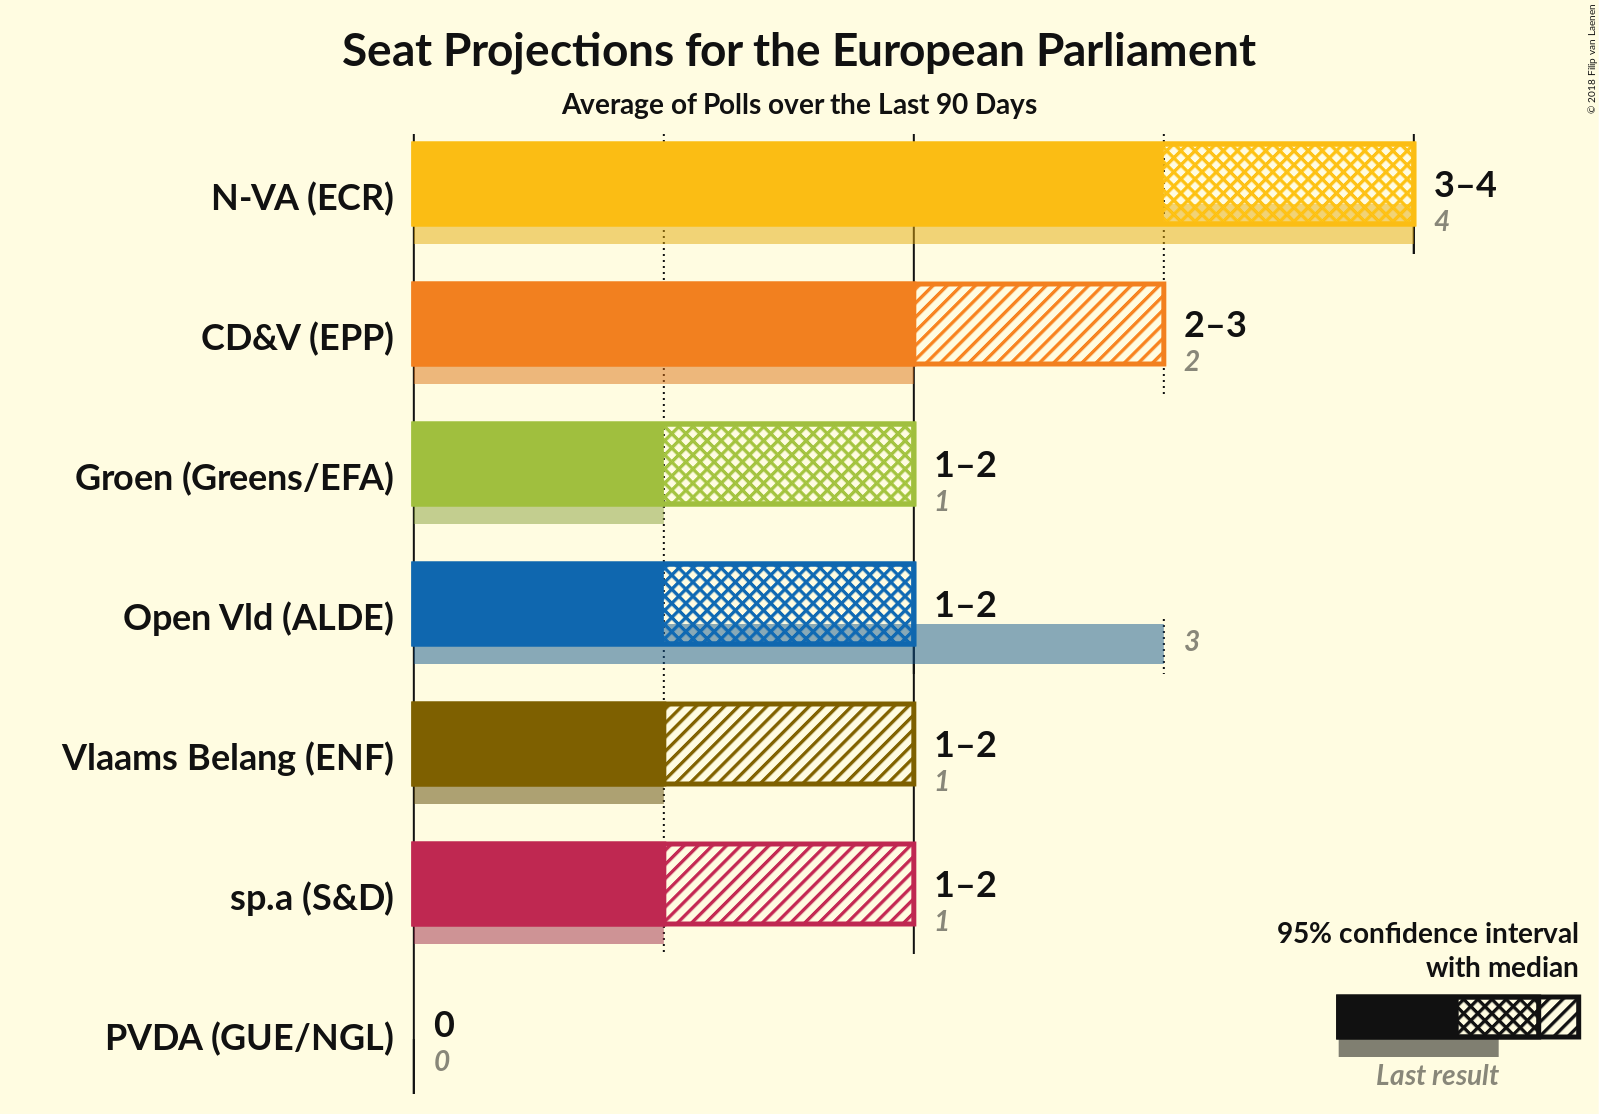 Seat Projections for the European Parliament
Average of Polls over the Last 90 Days
© 2018 Filip van Laenen
N-VA (ECR)
3–4
4
CD&V (EPP)
2–3
2
Groen (Greens/EFA)
1–2
1
Open Vld (ALDE)
1–2
3
Vlaams Belang (ENF)
1–2
1
sp.a (S&D)
1–2
1
PVDA (GUE/NGL)
0
0
95% confidence interval
with median
Last result